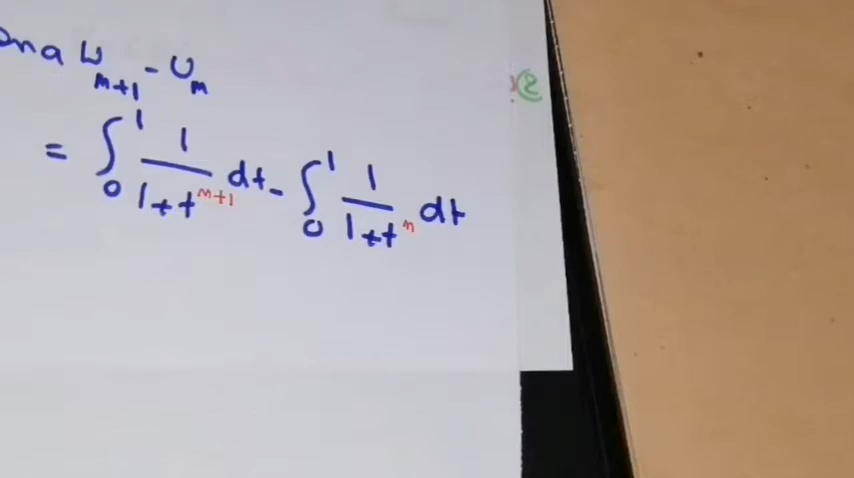 ona U_{n+1} - U_n
= ∫_0^1 1/(1+t^{n+1}) dt - ∫_0^1 1/(1+t^n) dt